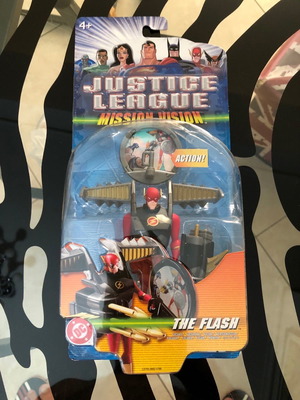 4+
JUSTICE
LEAGUE
MISSION VISION
ACTION!
DC
THE FLASH